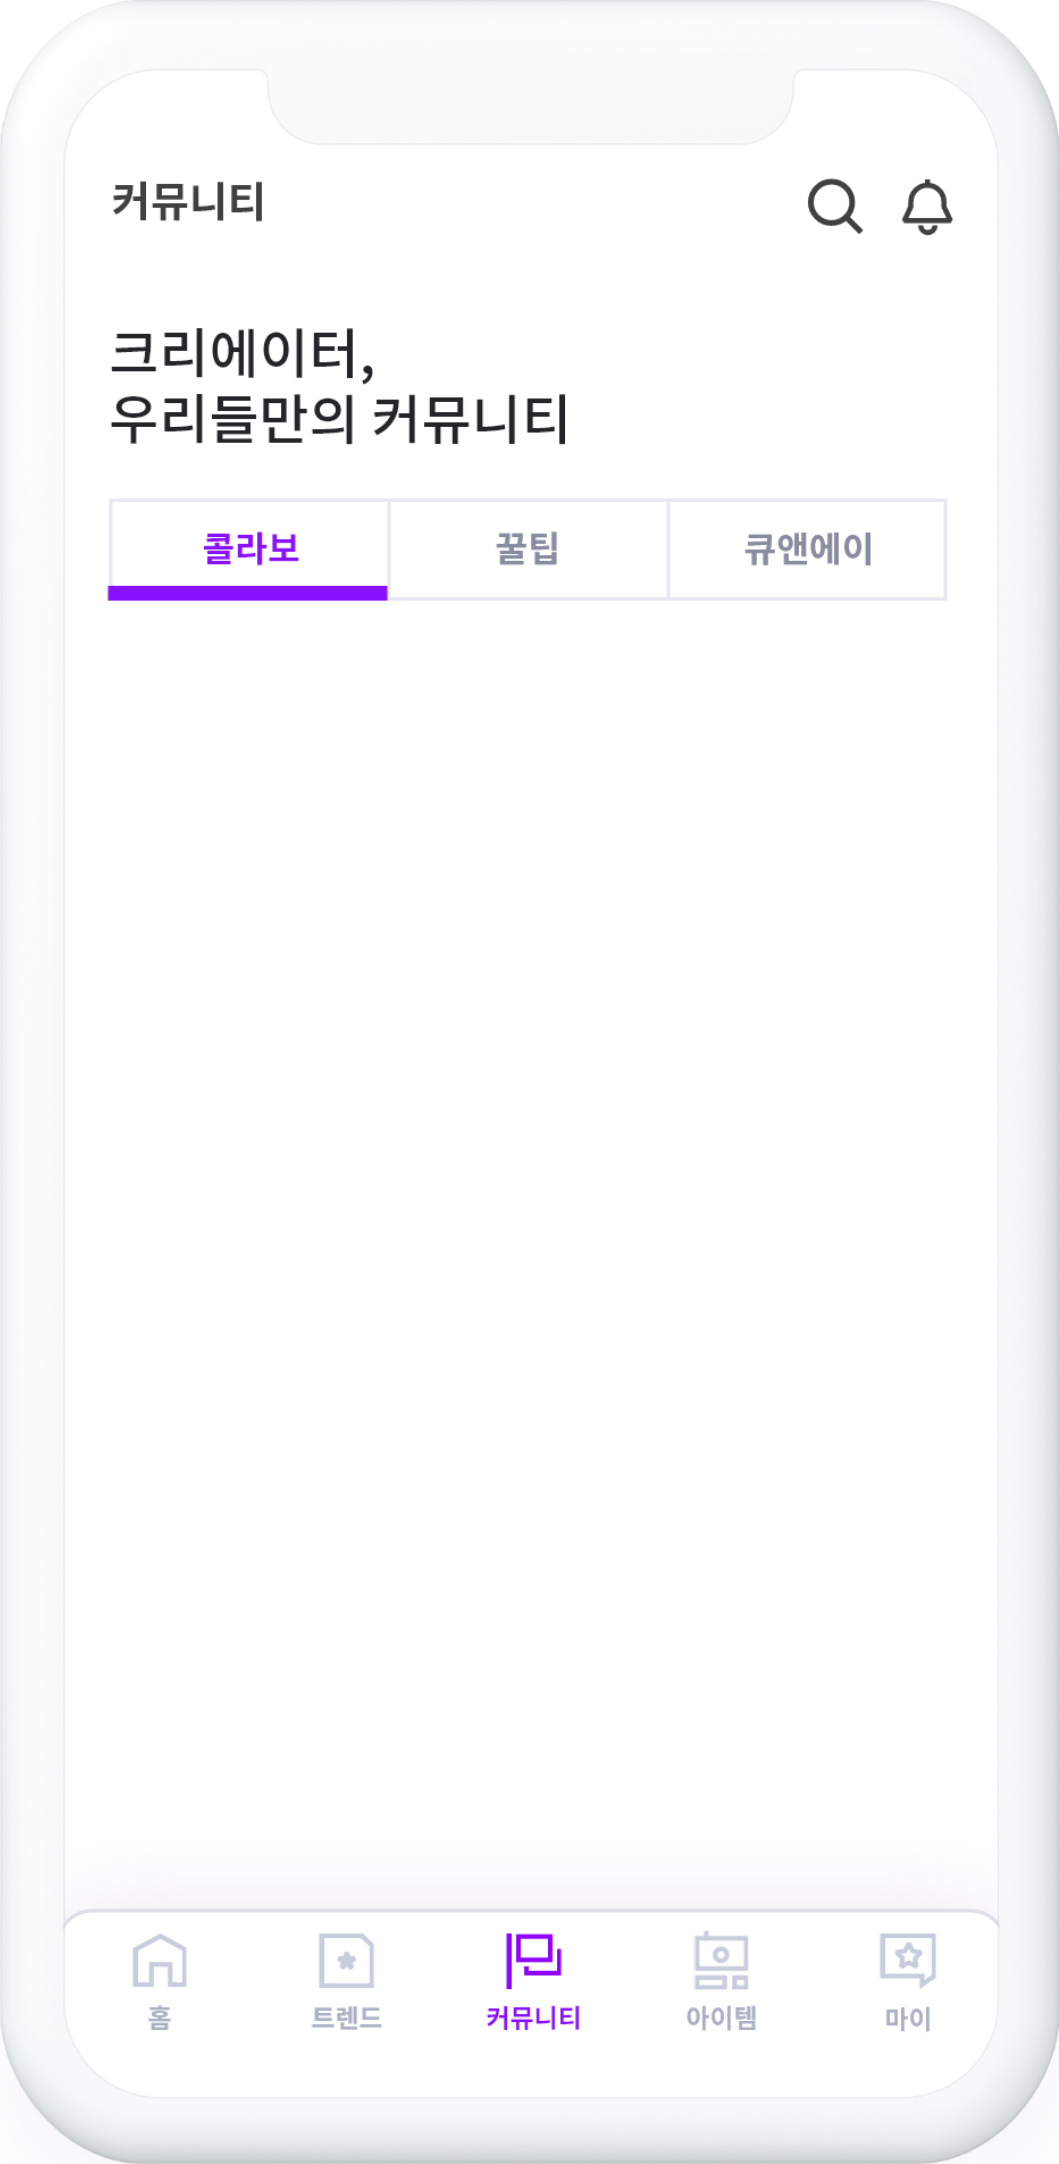 커뮤니티
크리에이터,
우리들만의 커뮤니티
콜라보 꿀팁 큐앤에이
홈 트렌드 커뮤니티 아이템 마이